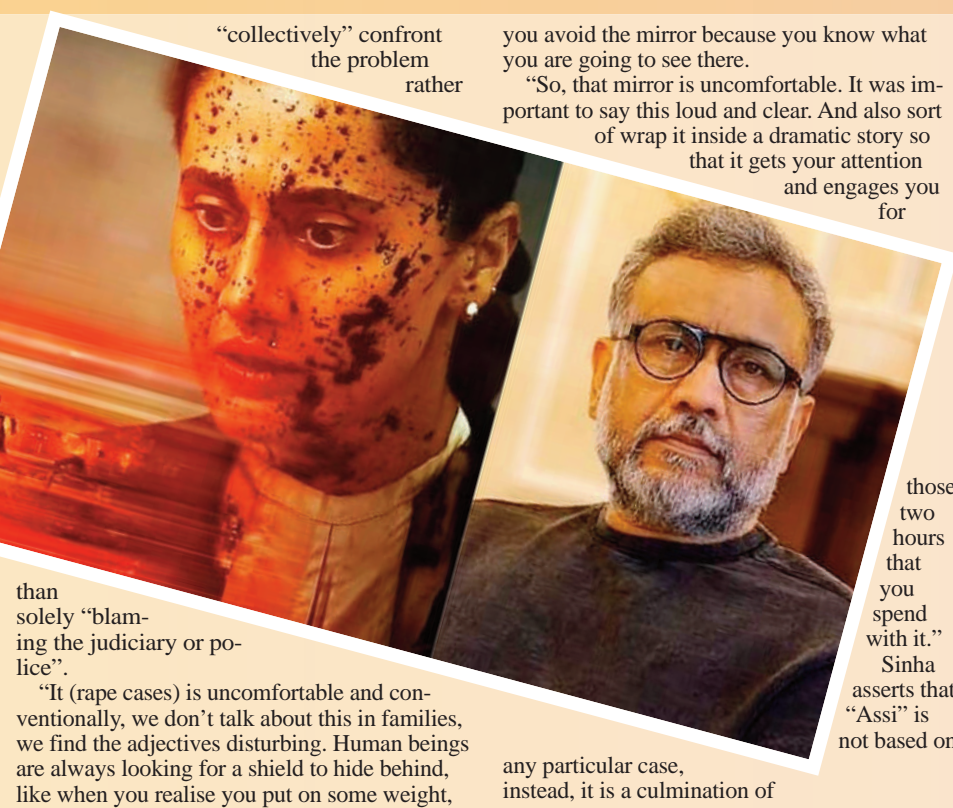 “collectively” confront
the problem
rather
than
solely “blam-
ing the judiciary or po-
lice”.
“It (rape cases) is uncomfortable and con-
ventionally, we don’t talk about this in families,
we find the adjectives disturbing. Human beings
are always looking for a shield to hide behind,
like when you realise you put on some weight,
you avoid the mirror because you know what
you are going to see there.
“So, that mirror is uncomfortable. It was im-
portant to say this loud and clear. And also sort
of wrap it inside a dramatic story so
that it gets your attention
and engages you
for
those
two
hours
that
you
spend
with it.”
Sinha
asserts that
“Assi” is
not based on
any particular case,
instead, it is a culmination of